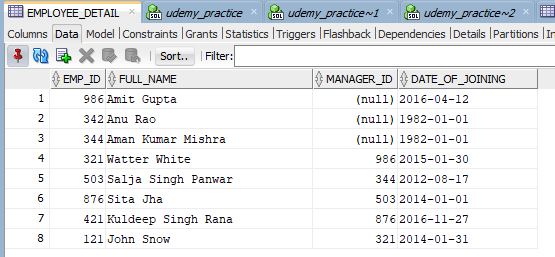 EMPLOYEE_DETAIL udemy_practice udemy_practice~1 udemy_practice~2
Columns Data Model Constraints Grants Statistics Triggers Flashback Dependencies Details Partitions In
Sort.. Filter:
EMP_ID FULL_NAME MANAGER_ID DATE_OF_JOINING
1 986 Amit Gupta (null) 2016-04-12
2 342 Anu Rao (null) 1982-01-01
3 344 Aman Kumar Mishra (null) 1982-01-01
4 321 Watter White 986 2015-01-30
5 503 Salja Singh Panwar 344 2012-08-17
6 876 Sita Jha 503 2014-01-01
7 421 Kuldeep Singh Rana 876 2016-11-27
8 121 John Snow 321 2014-01-31